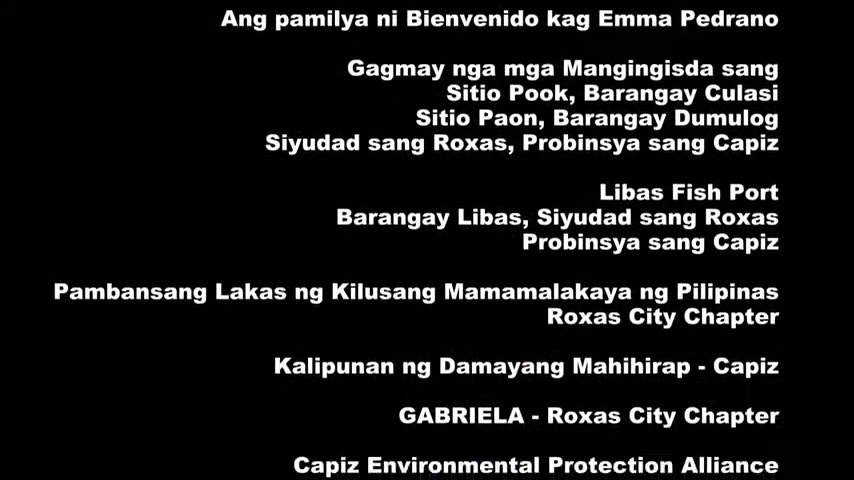 Ang pamilya ni Bienvenido kag Emma Pedrano
Gagmay nga mga Mangingisda sang
Sitio Pook, Barangay Culasi
Sitio Paon, Barangay Dumulog
Siyudad sang Roxas, Probinsya sang Capiz
Libas Fish Port
Barangay Libas, Siyudad sang Roxas
Probinsya sang Capiz
Pambansang Lakas ng Kilusang Mamamalakaya ng Pilipinas
Roxas City Chapter
Kalipunan ng Damayang Mahihirap - Capiz
GABRIELA - Roxas City Chapter
Capiz Environmental Protection Alliance